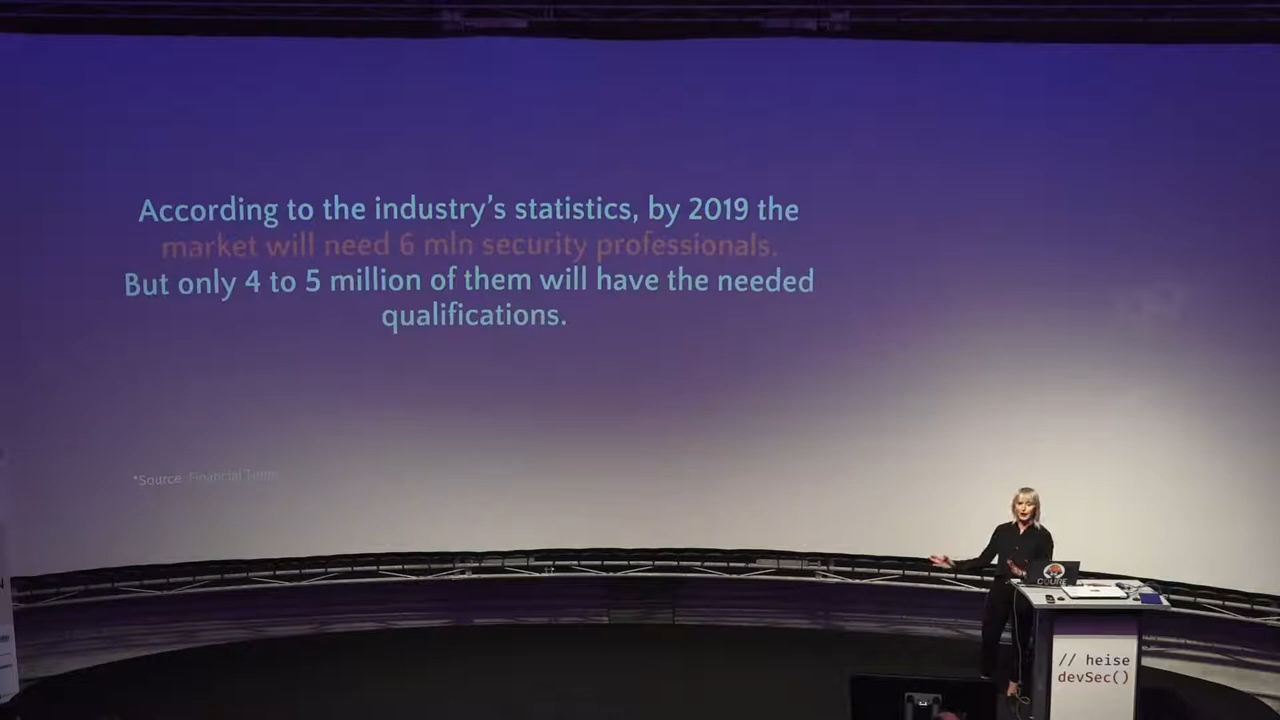 According to the industry's statistics, by 2019 the
market will need 6 mln security professionals.
But only 4 to 5 million of them will have the needed
qualifications.
*Source: Financial Times
CQURE
// heise
devSec()
N